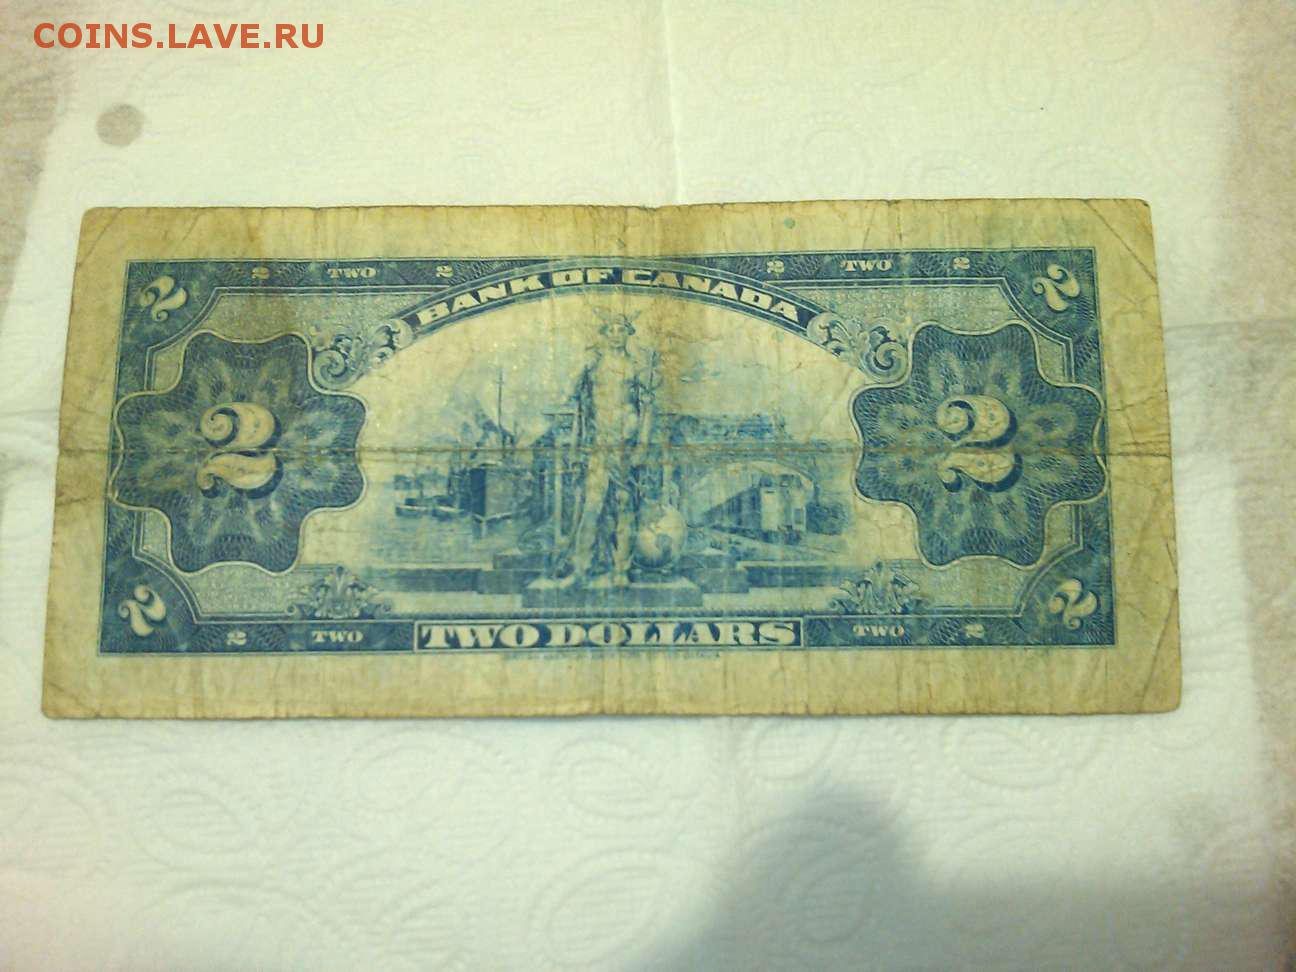 COINS.LAVE.RU
2 2 TWO 2 2 TWO 2 2
BANK OF CANADA
2 2
2 2 TWO TWO DOLLARS TWO 2 2